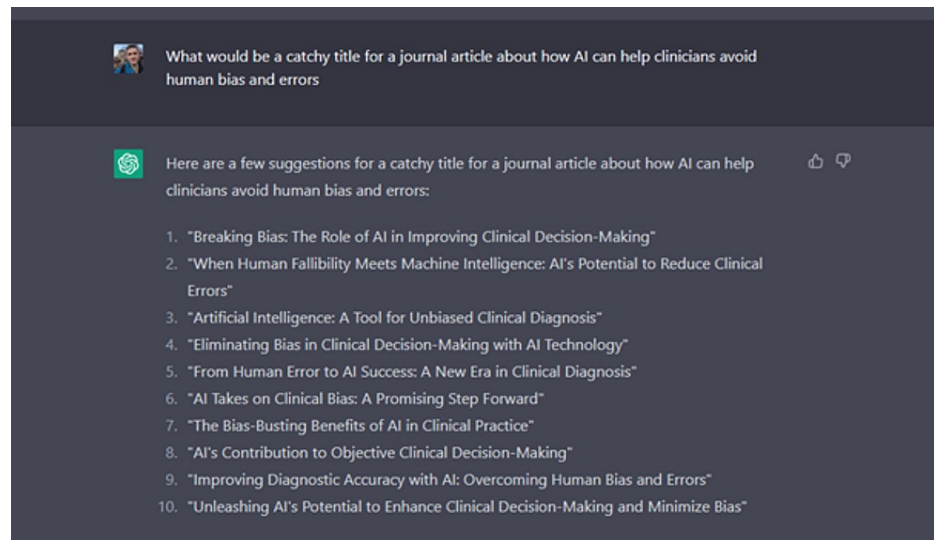 What would be a catchy title for a journal article about how AI can help clinicians avoid
human bias and errors
Here are a few suggestions for a catchy title for a journal article about how AI can help
clinicians avoid human bias and errors:
1. "Breaking Bias: The Role of AI in Improving Clinical Decision-Making"
2. "When Human Fallibility Meets Machine Intelligence: AI's Potential to Reduce Clinical
Errors"
3. "Artificial Intelligence: A Tool for Unbiased Clinical Diagnosis"
4. "Eliminating Bias in Clinical Decision-Making with AI Technology"
5. "From Human Error to AI Success: A New Era in Clinical Diagnosis"
6. "AI Takes on Clinical Bias: A Promising Step Forward"
7. "The Bias-Busting Benefits of AI in Clinical Practice"
8. "AI's Contribution to Objective Clinical Decision-Making"
9. "Improving Diagnostic Accuracy with AI: Overcoming Human Bias and Errors"
10. "Unleashing AI's Potential to Enhance Clinical Decision-Making and Minimize Bias"